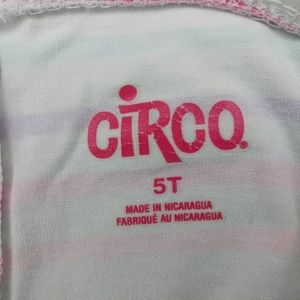 CiRCO.
5T
MADE IN NICARAGUA
FABRIQUÉ AU NICARAGUA